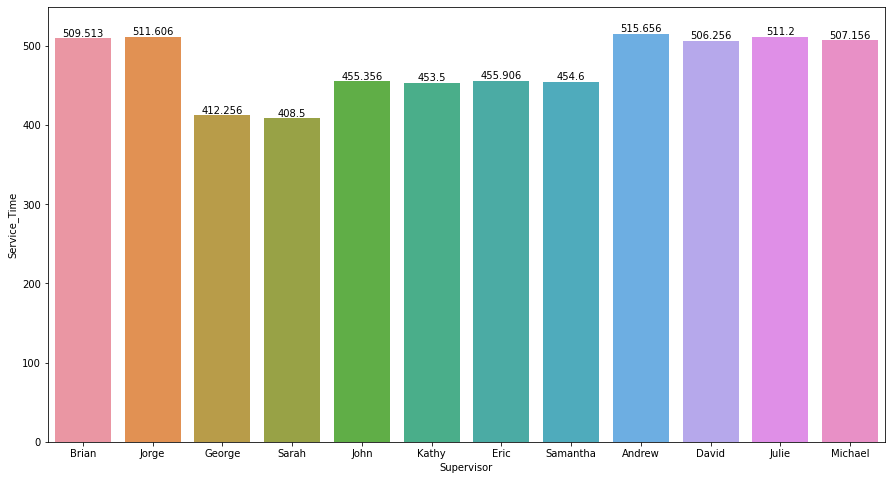 515.656
509.513 511.606 511.2 507.156
506.256
500
455.356 453.5 455.906 454.6
412.256 408.5
400
Service_Time
300
200
100
0
Brian Jorge George Sarah John Kathy Eric Samantha Andrew David Julie Michael
Supervisor